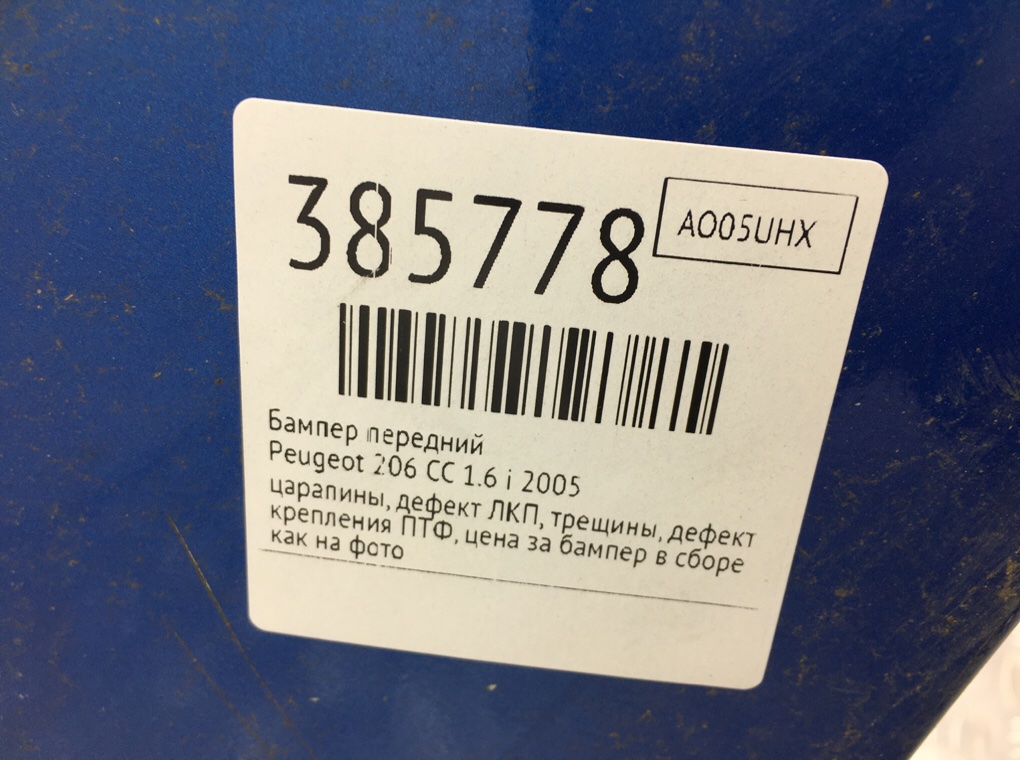 385778
AO05UHX
Бампер передний
Peugeot 206 CC 1.6 i 2005
царапины, дефект ЛКП, трещины, дефект
крепления ПТФ, цена за бампер в сборе
как на фото